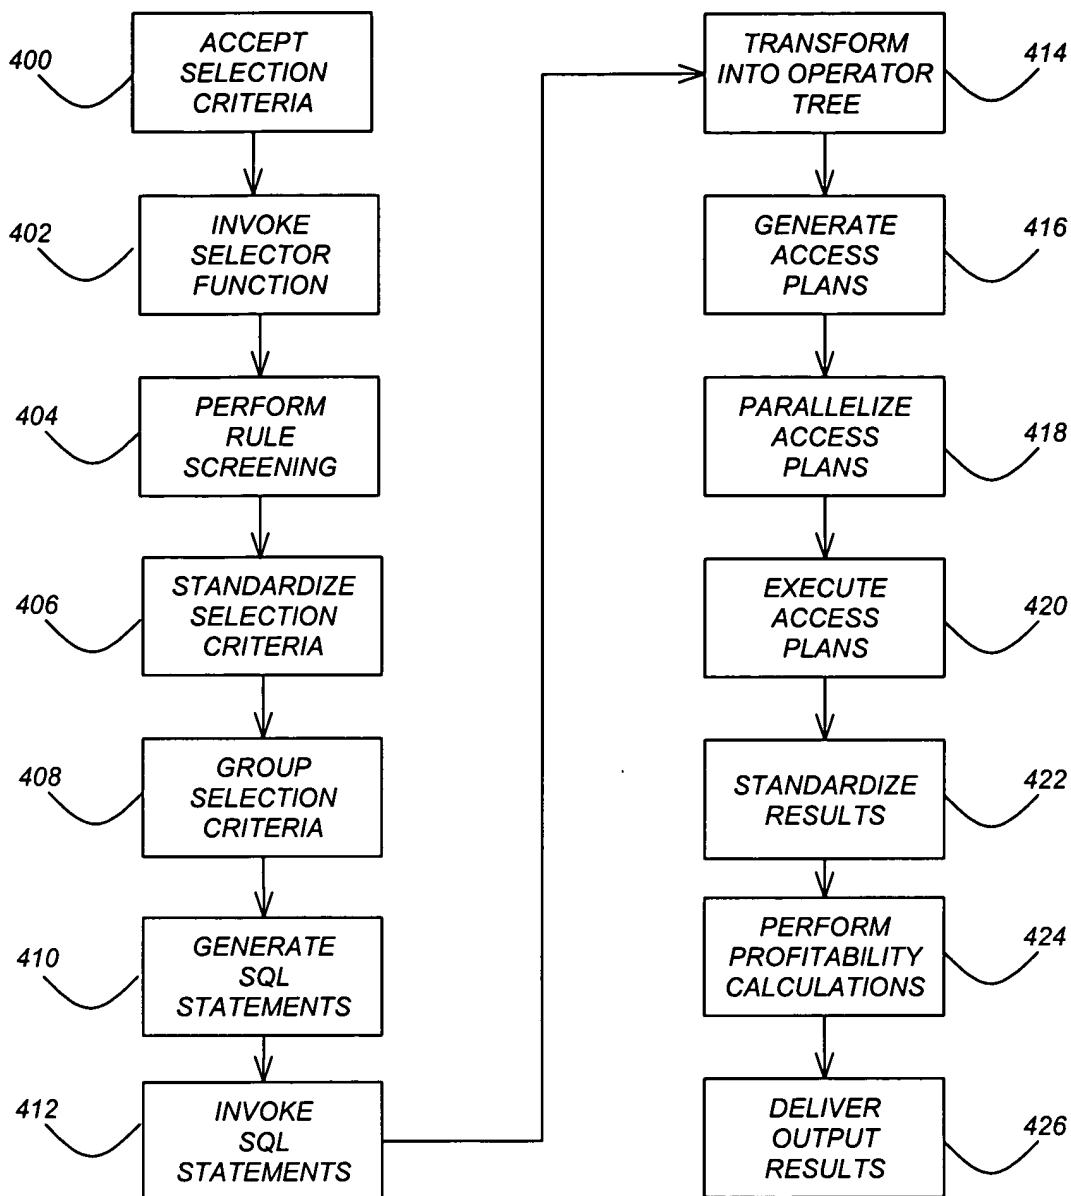 400
ACCEPT
SELECTION
CRITERIA
402
INVOKE
SELECTOR
FUNCTION
404
PERFORM
RULE
SCREENING
406
STANDARDIZE
SELECTION
CRITERIA
408
GROUP
SELECTION
CRITERIA
410
GENERATE
SQL
STATEMENTS
412
INVOKE
SQL
STATEMENTS
TRANSFORM
INTO OPERATOR
TREE
414
GENERATE
ACCESS
PLANS
416
PARALLELIZE
ACCESS
PLANS
418
EXECUTE
ACCESS
PLANS
420
STANDARDIZE
RESULTS
422
PERFORM
PROFITABILITY
CALCULATIONS
424
DELIVER
OUTPUT
RESULTS
426